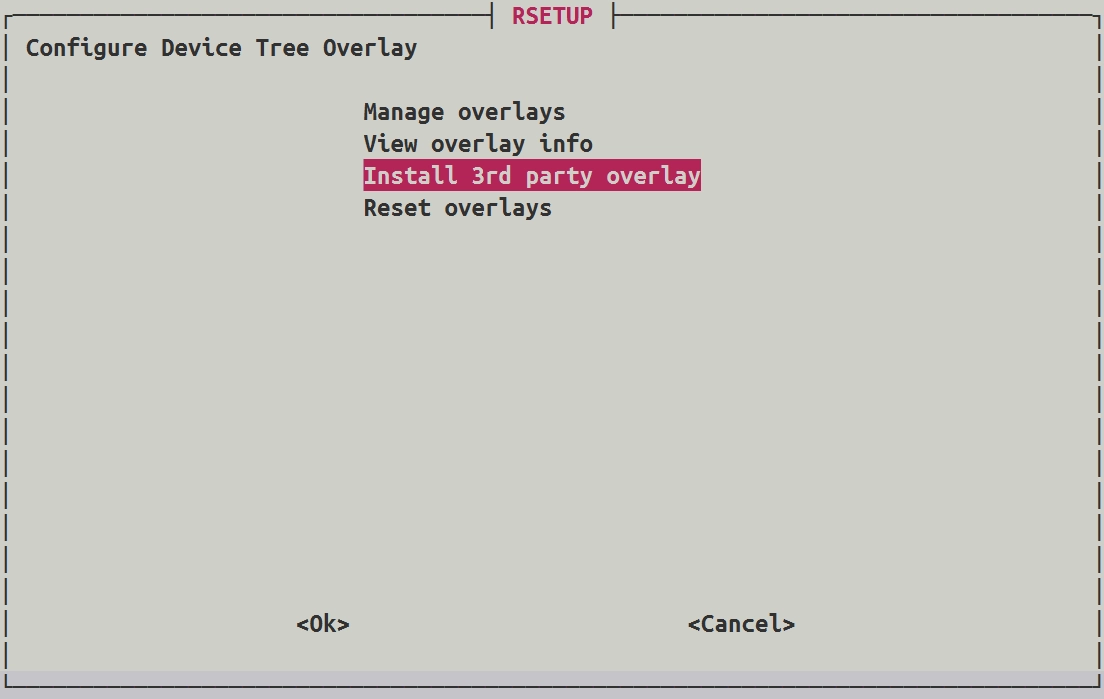 RSETUP
Configure Device Tree Overlay
Manage overlays
View overlay info
Install 3rd party overlay
Reset overlays
<Ok> <Cancel>